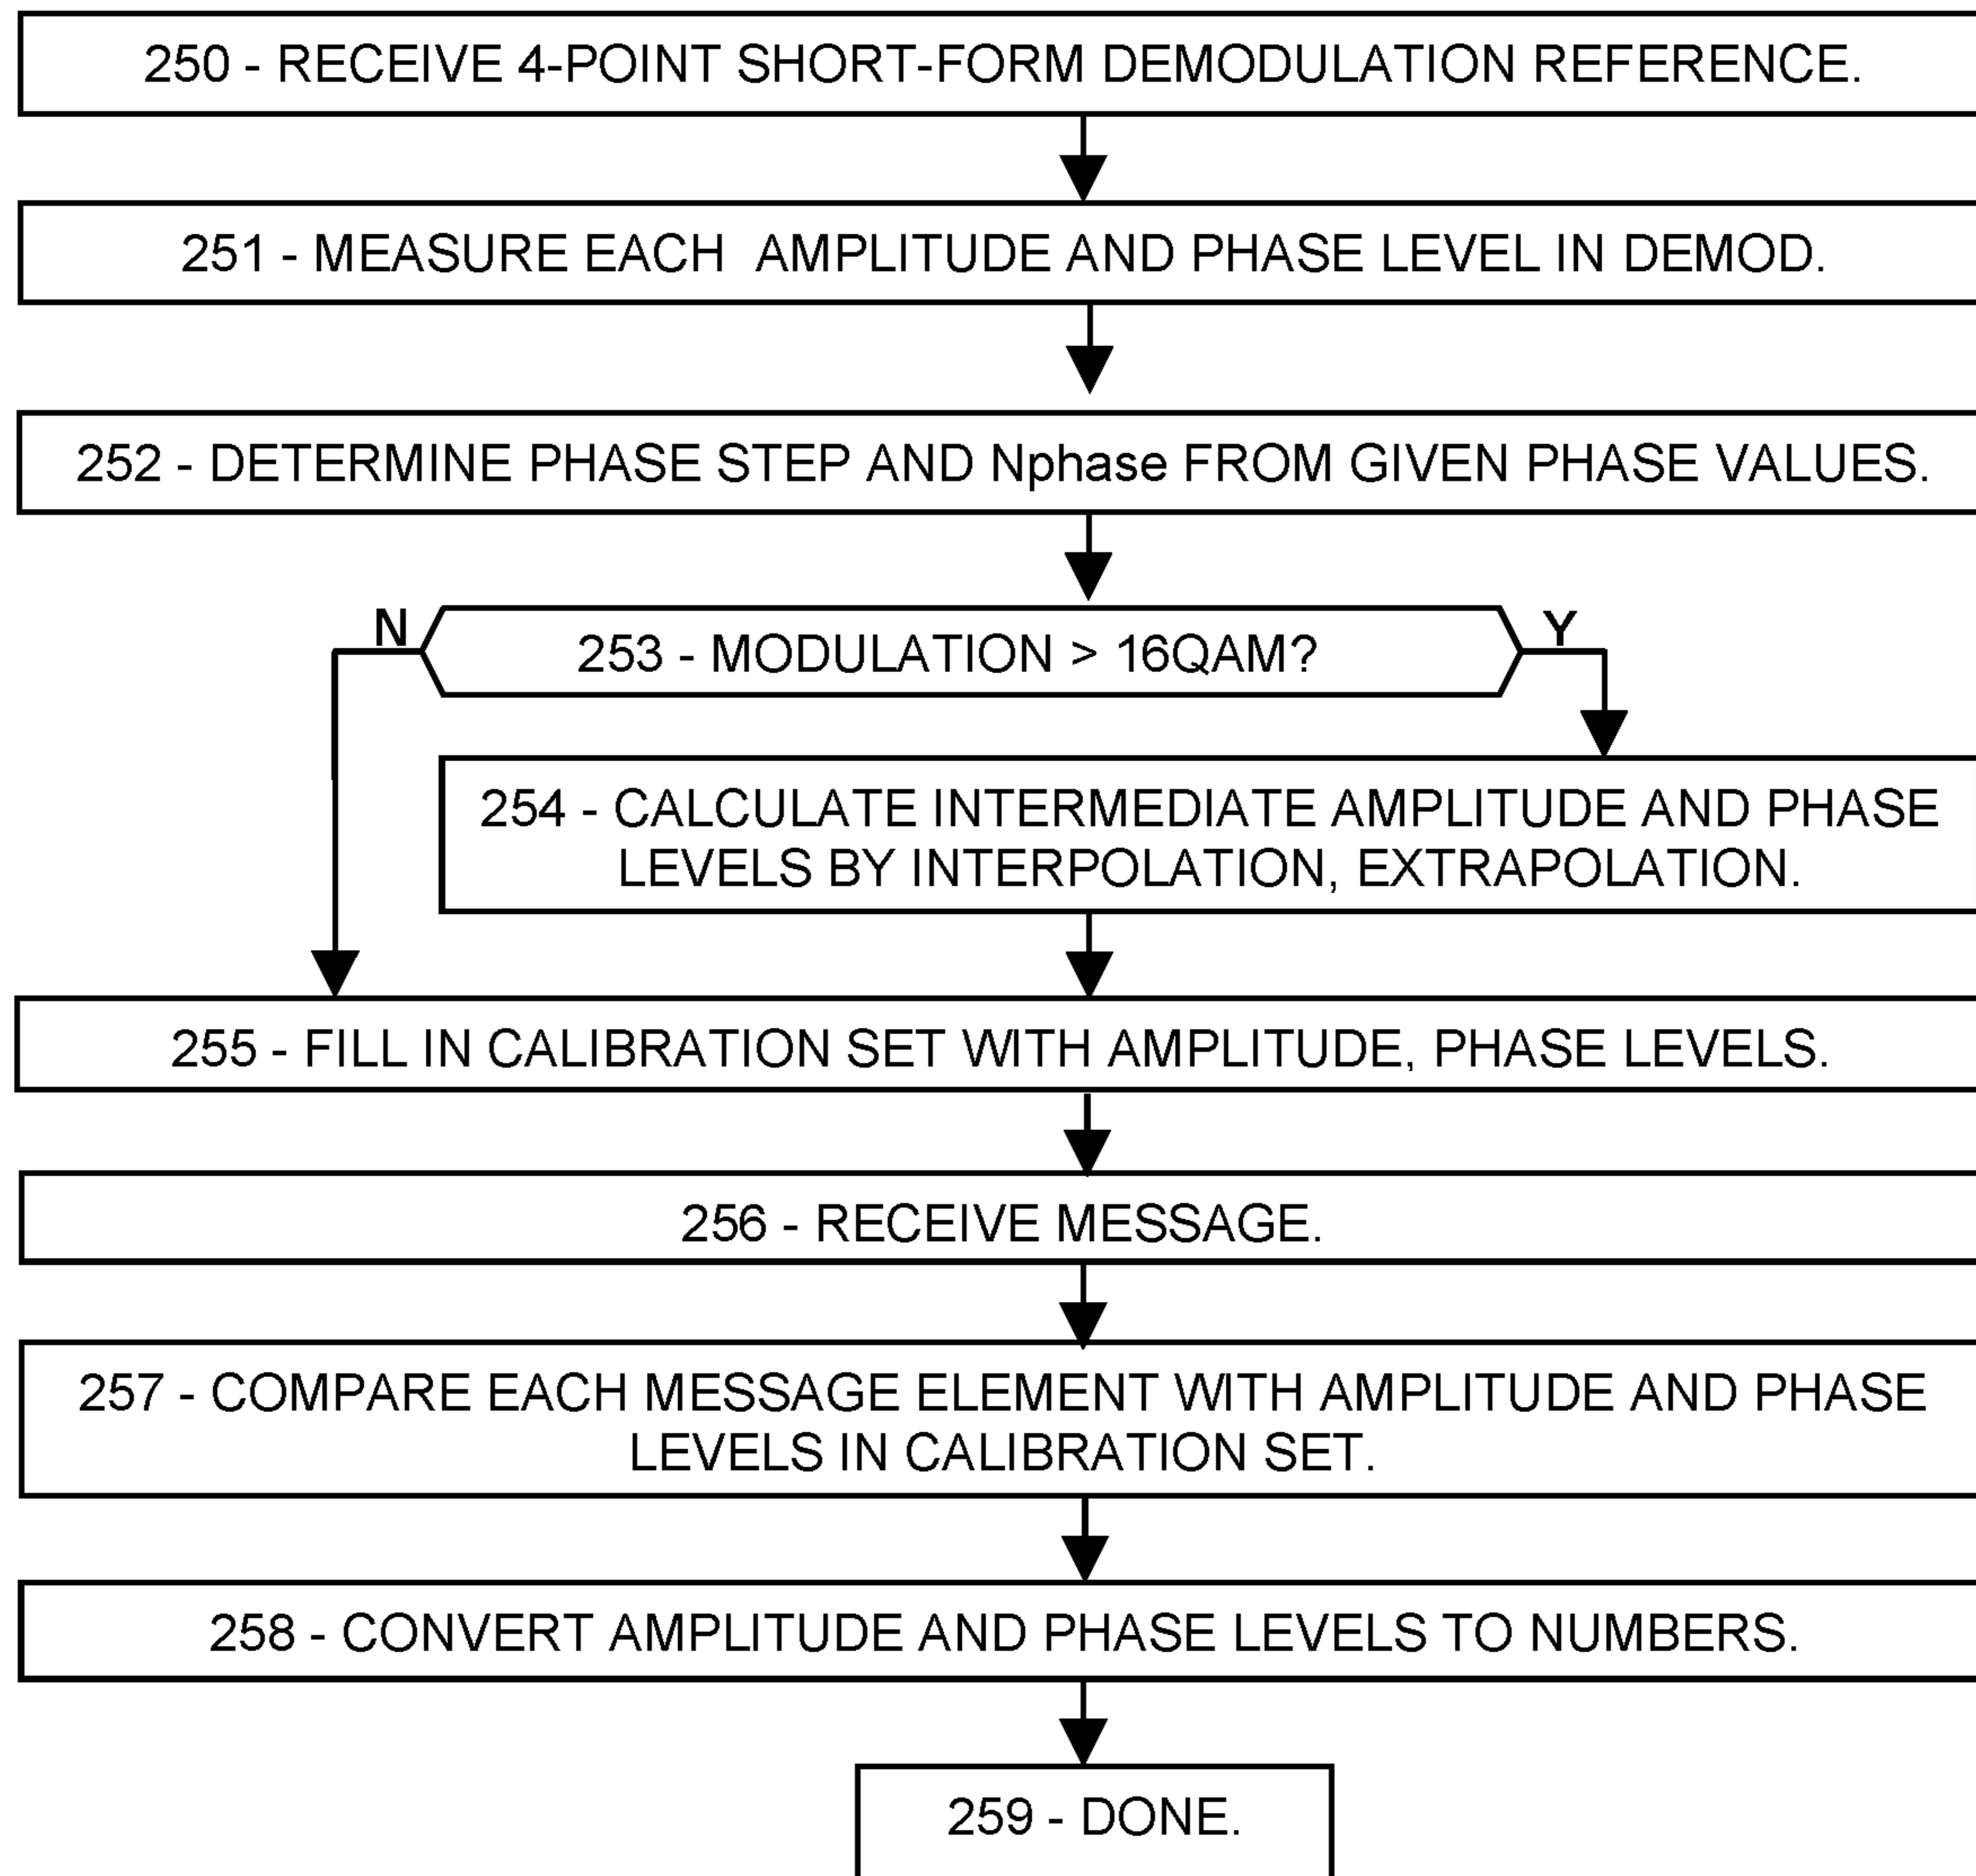 250 - RECEIVE 4-POINT SHORT-FORM DEMODULATION REFERENCE.
251 - MEASURE EACH AMPLITUDE AND PHASE LEVEL IN DEMOD.
252 - DETERMINE PHASE STEP AND Nphase FROM GIVEN PHASE VALUES.
N
253 - MODULATION > 16QAM?
Y
254 - CALCULATE INTERMEDIATE AMPLITUDE AND PHASE
LEVELS BY INTERPOLATION, EXTRAPOLATION.
255 - FILL IN CALIBRATION SET WITH AMPLITUDE, PHASE LEVELS.
256 - RECEIVE MESSAGE.
257 - COMPARE EACH MESSAGE ELEMENT WITH AMPLITUDE AND PHASE
LEVELS IN CALIBRATION SET.
258 - CONVERT AMPLITUDE AND PHASE LEVELS TO NUMBERS.
259 - DONE.